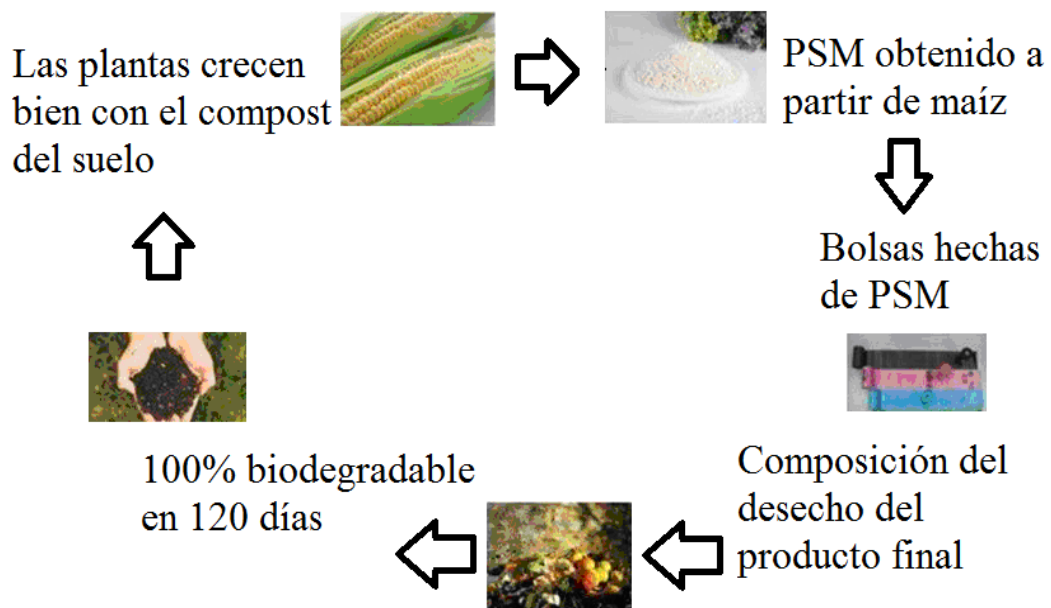 Las plantas crecen
bien con el compost
del suelo
PSM obtenido a
partir de maíz
Bolsas hechas
de PSM
Composición del
desecho del
producto final
100% biodegradable
en 120 días